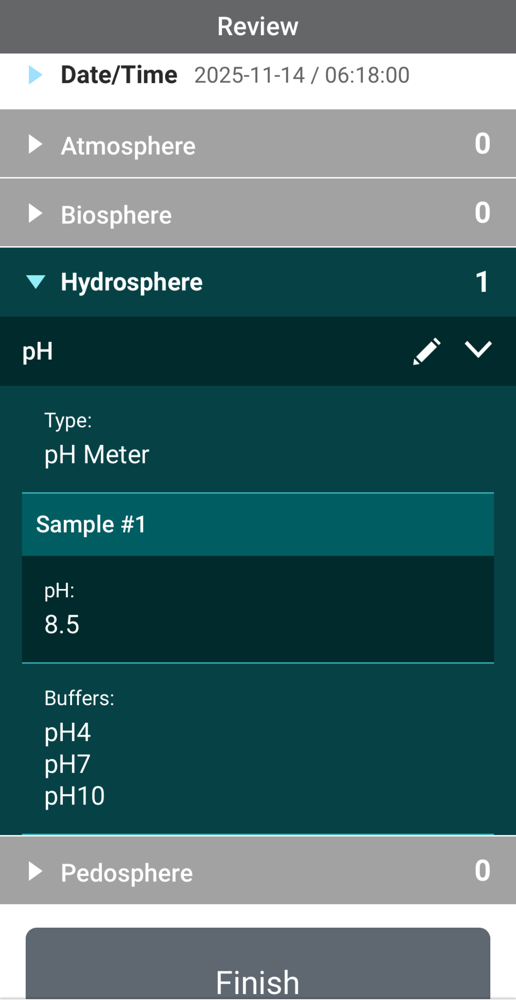 Review
Date/Time 2025-11-14 / 06:18:00
Atmosphere 0
Biosphere 0
Hydrosphere 1
pH
Type:
pH Meter
Sample #1
pH:
8.5
Buffers:
pH4
pH7
pH10
Pedosphere 0
Finish